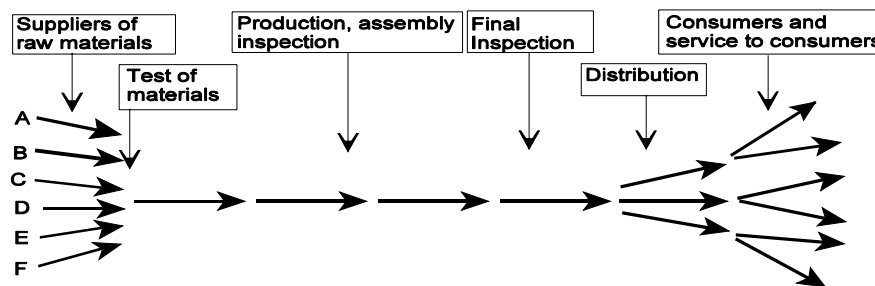 Suppliers of
raw materials
Test of
materials
Production, assembly
inspection
Final
Inspection
Distribution
Consumers and
service to consumers
A
B
C
D
E
F